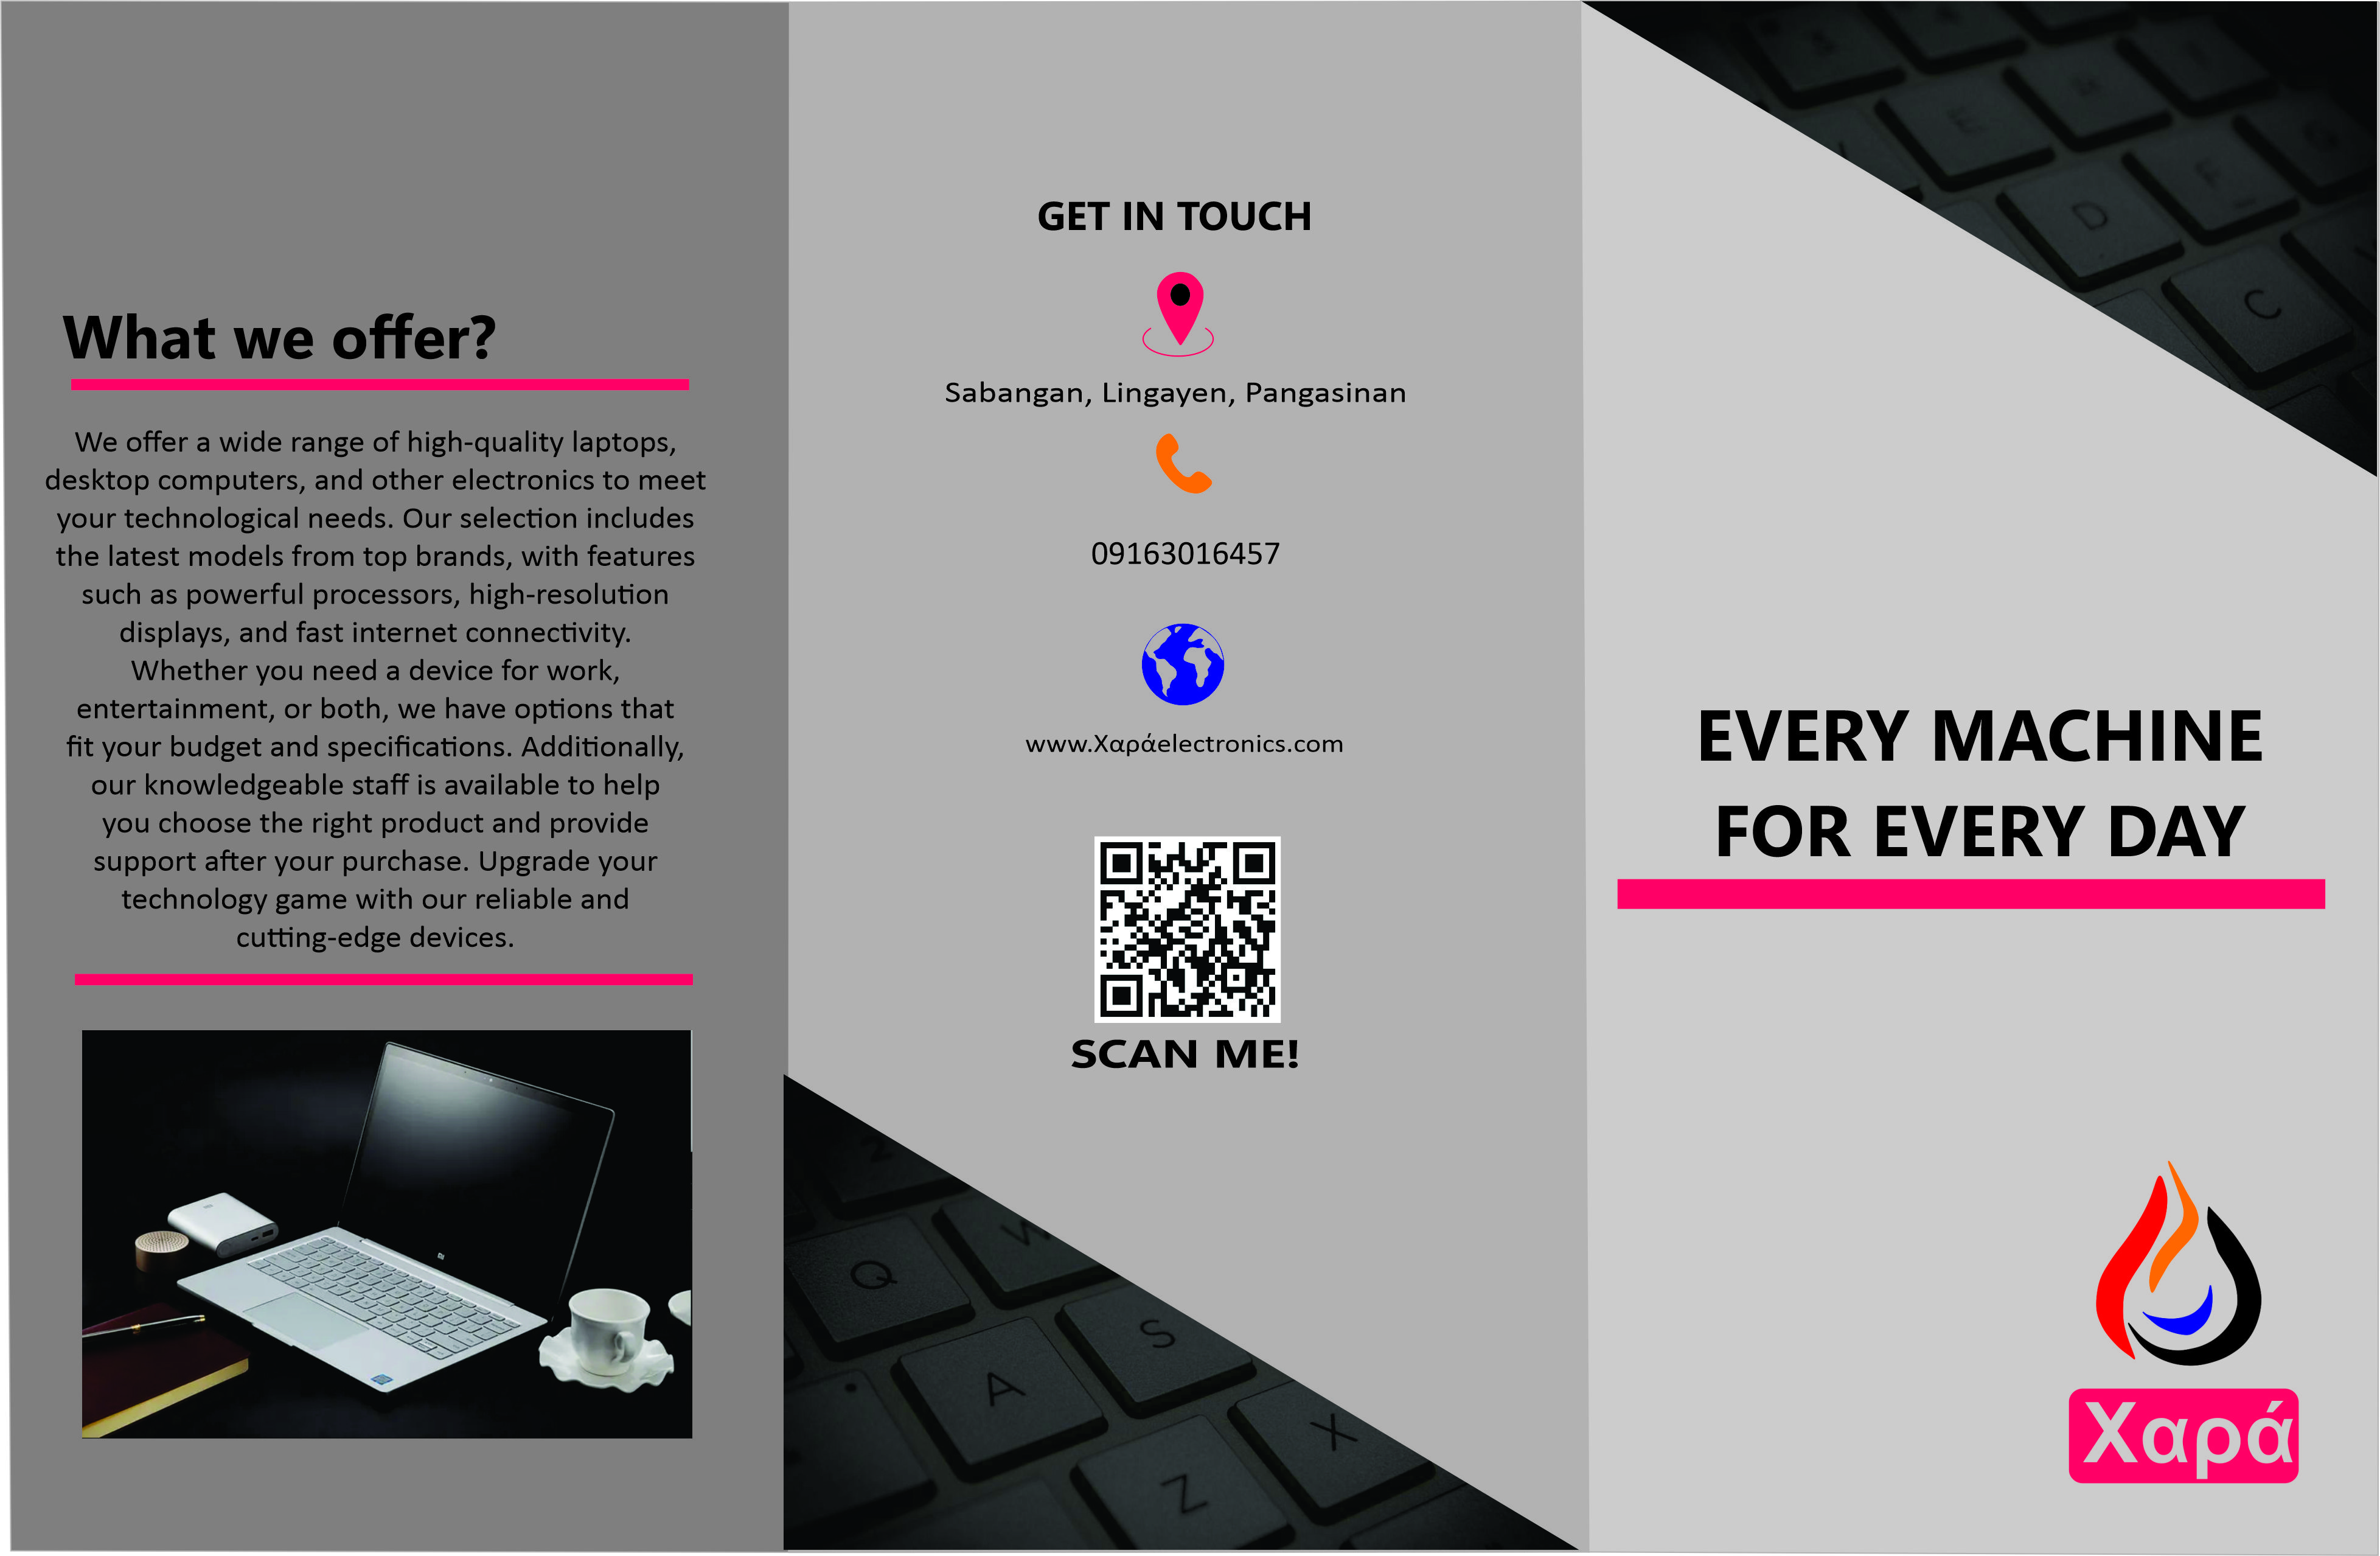 What we offer?
We offer a wide range of high-quality laptops,
desktop computers, and other electronics to meet
your technological needs. Our selection includes
the latest models from top brands, with features
such as powerful processors, high-resolution
displays, and fast internet connectivity.
Whether you need a device for work,
entertainment, or both, we have options that
fit your budget and specifications. Additionally,
our knowledgeable staff is available to help
you choose the right product and provide
support after your purchase. Upgrade your
technology game with our reliable and
cutting-edge devices.
GET IN TOUCH
Sabangan, Lingayen, Pangasinan
09163016457
www.Χαράelectronics.com
SCAN ME!
2
Q W
A S
Z X
E
D
C
EVERY MACHINE
FOR EVERY DAY
Χαρά